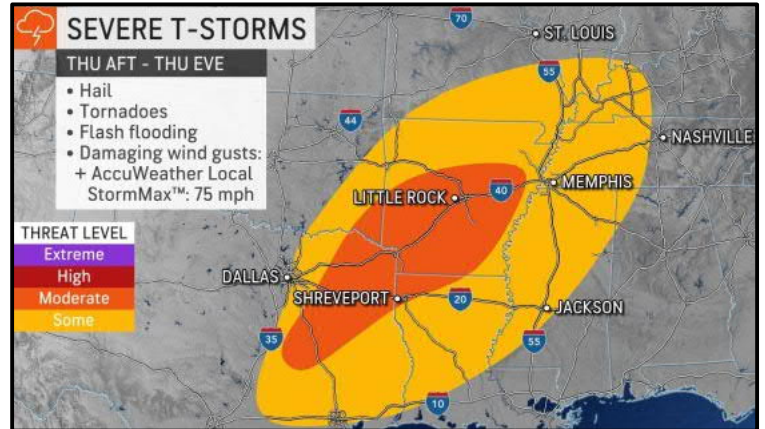 SEVERE T-STORMS
THU AFT - THU EVE
• Hail
• Tornadoes
• Flash flooding
• Damaging wind gusts:
+ AccuWeather Local
StormMax™: 75 mph
THREAT LEVEL
Extreme
High
Moderate
Some
70
ST. LOUIS
55
44
NASHVILLE
40
MEMPHIS
LITTLE ROCK
DALLAS
SHREVEPORT
20
JACKSON
35
55
10